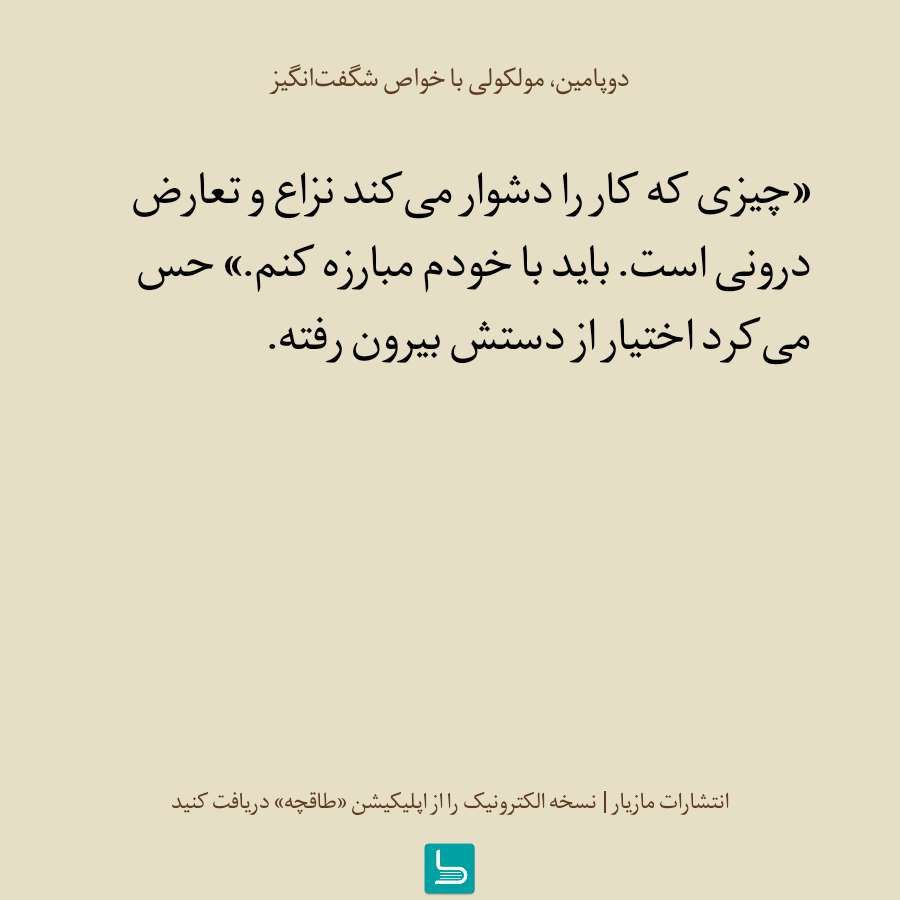 دوپامین، مولکولی با خواص شگفت‌انگیز
«چیزی که کار را دشوار می‌کند نزاع و تعارض
درونی است. باید با خودم مبارزه کنم.» حس
می‌کرد اختیار از دستش بیرون رفته.
انتشارات مازیار | نسخه الکترونیک را از اپلیکیشن «طاقچه» دریافت کنید